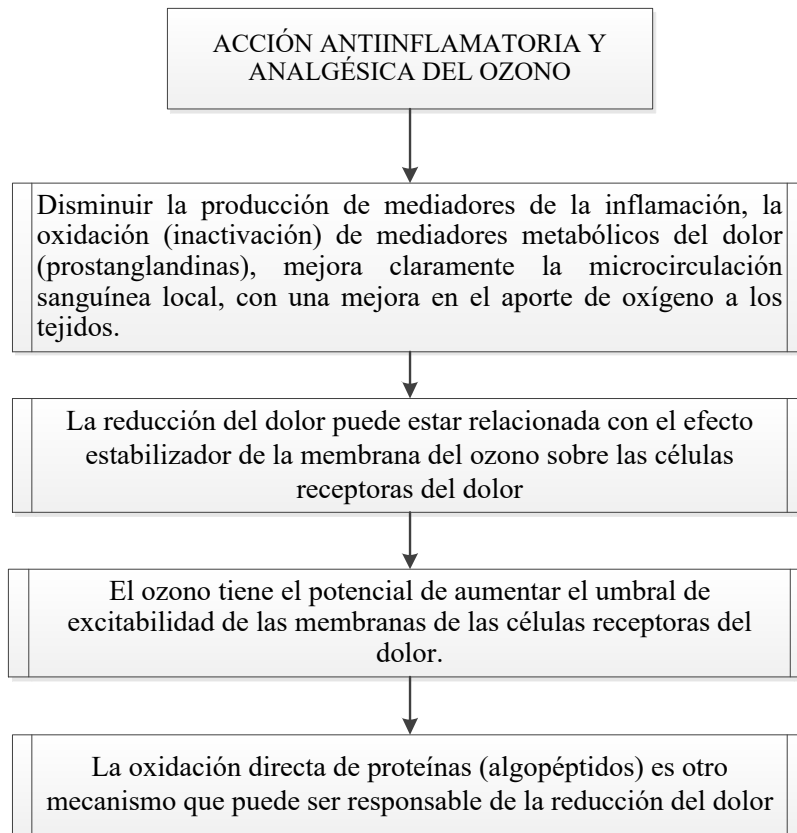 ACCIÓN ANTIINFLAMATORIA Y
ANALGÉSICA DEL OZONO
Disminuir la producción de mediadores de la inflamación, la
oxidación (inactivación) de mediadores metabólicos del dolor
(prostanglandinas), mejora claramente la microcirculación
sanguínea local, con una mejora en el aporte de oxígeno a los
tejidos.
La reducción del dolor puede estar relacionada con el efecto
estabilizador de la membrana del ozono sobre las células
receptoras del dolor
El ozono tiene el potencial de aumentar el umbral de
excitabilidad de las membranas de las células receptoras del
dolor.
La oxidación directa de proteínas (algopéptidos) es otro
mecanismo que puede ser responsable de la reducción del dolor